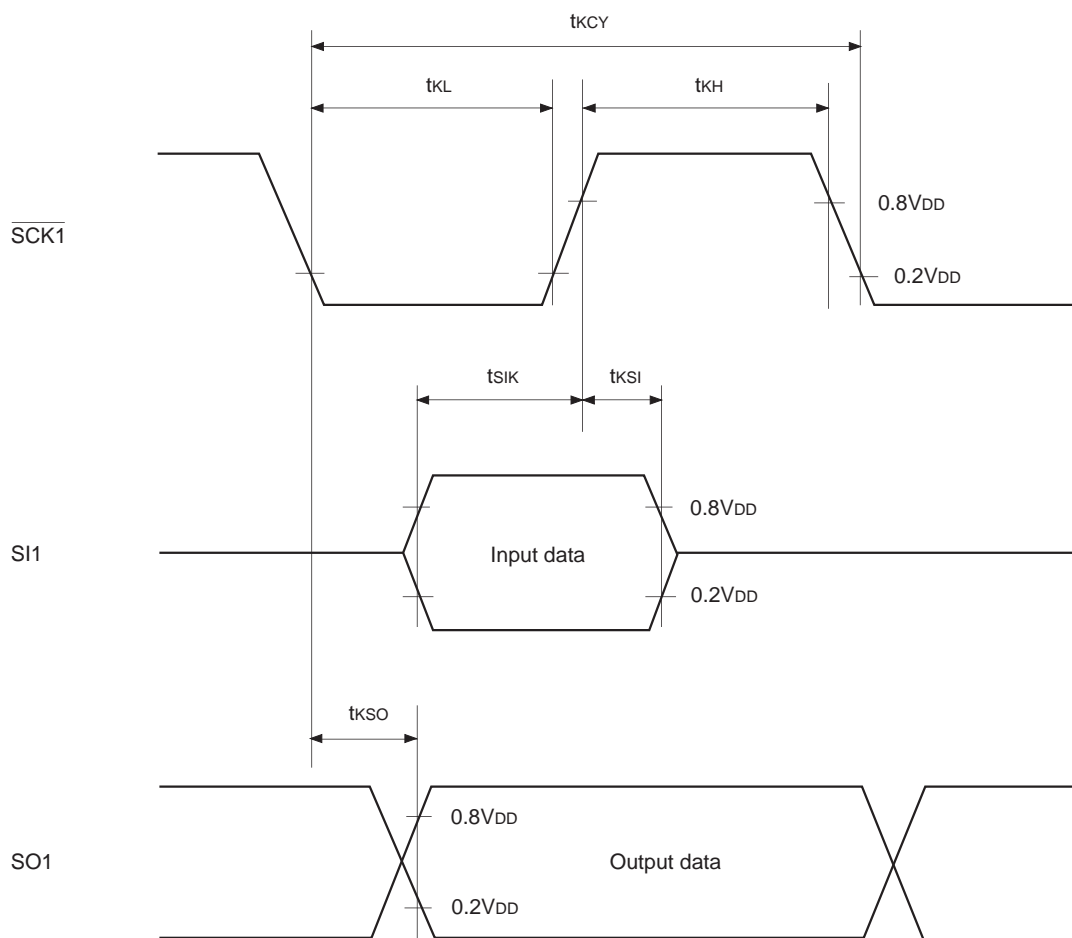 tKCY
tKL
tKH
SCK1
0.8VDD
0.2VDD
tSIK
tKSI
0.8VDD
SI1
Input data
0.2VDD
tKSO
0.8VDD
SO1
Output data
0.2VDD